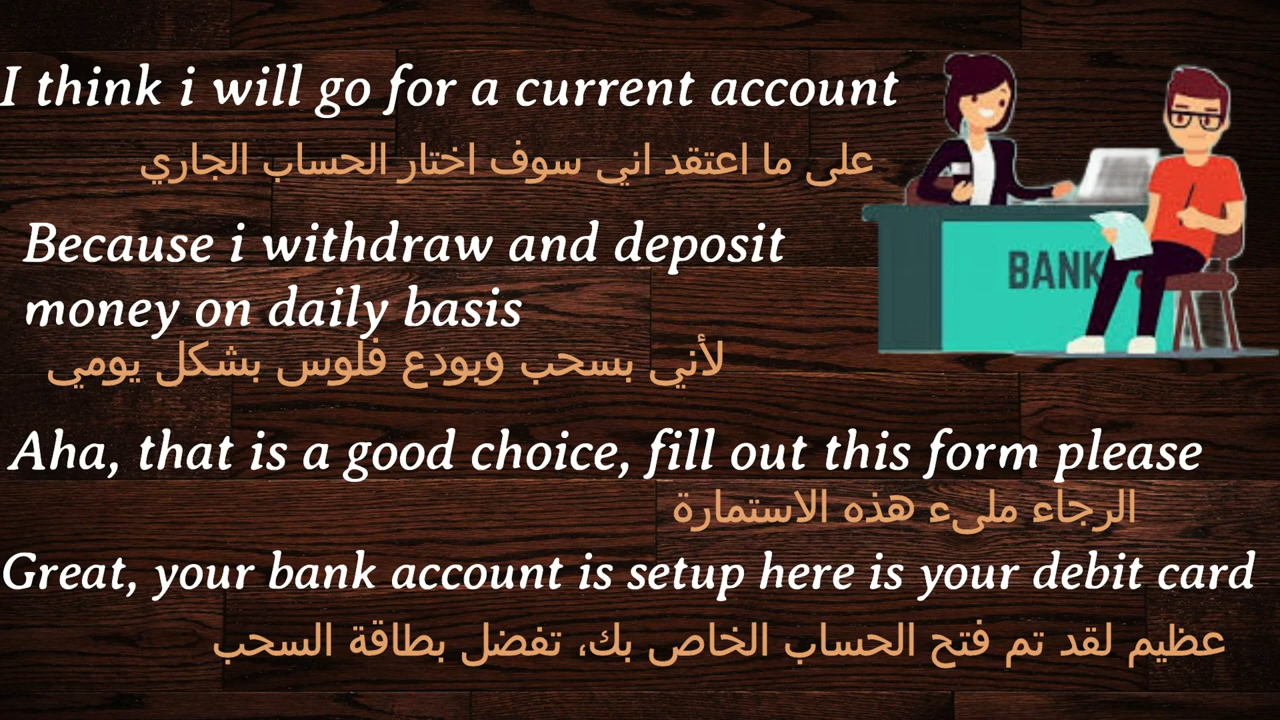 I think i will go for a current account
على ما اعتقد اني سوف اختار الحساب الجاري
Because i withdraw and deposit
money on daily basis
لأني بسحب وبودع فلوس بشكل يومي
Aha, that is a good choice, fill out this form please
الرجاء ملىء هذه الاستمارة
Great, your bank account is setup here is your debit card
عظيم لقد تم فتح الحساب الخاص بك، تفضل بطاقة السحب
BANK